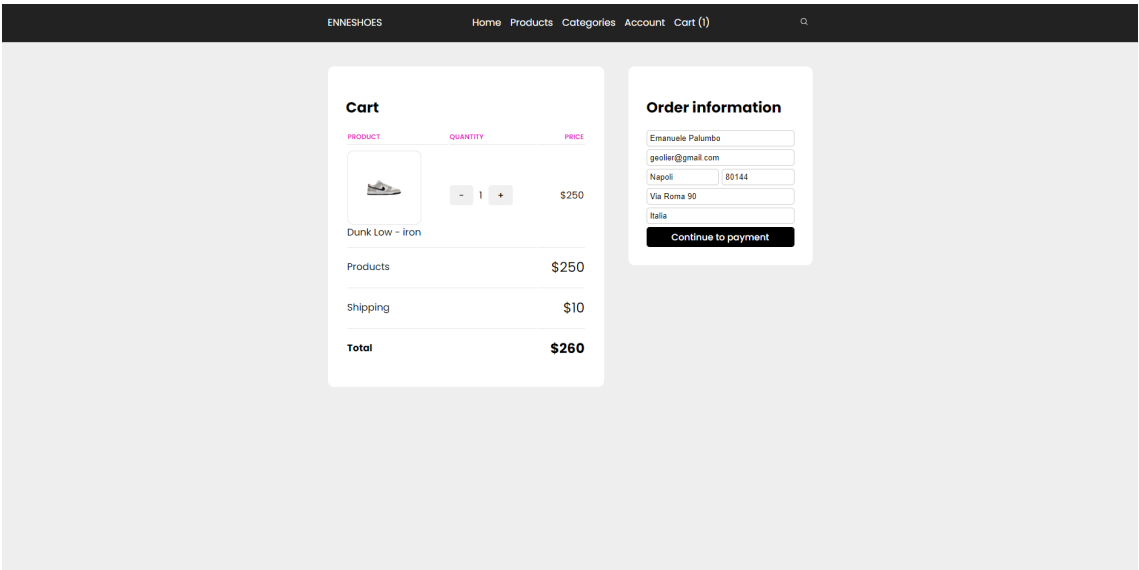 ENNESHOES Home Products Categories Account Cart (1)
Cart
PRODUCT QUANTITY PRICE
- 1 + $250
Dunk Low - iron
Products $250
Shipping $10
Total $260
Order information
Emanuele Palumbo
geolier@gmail.com
Napoli 80144
Via Roma 90
Italia
Continue to payment